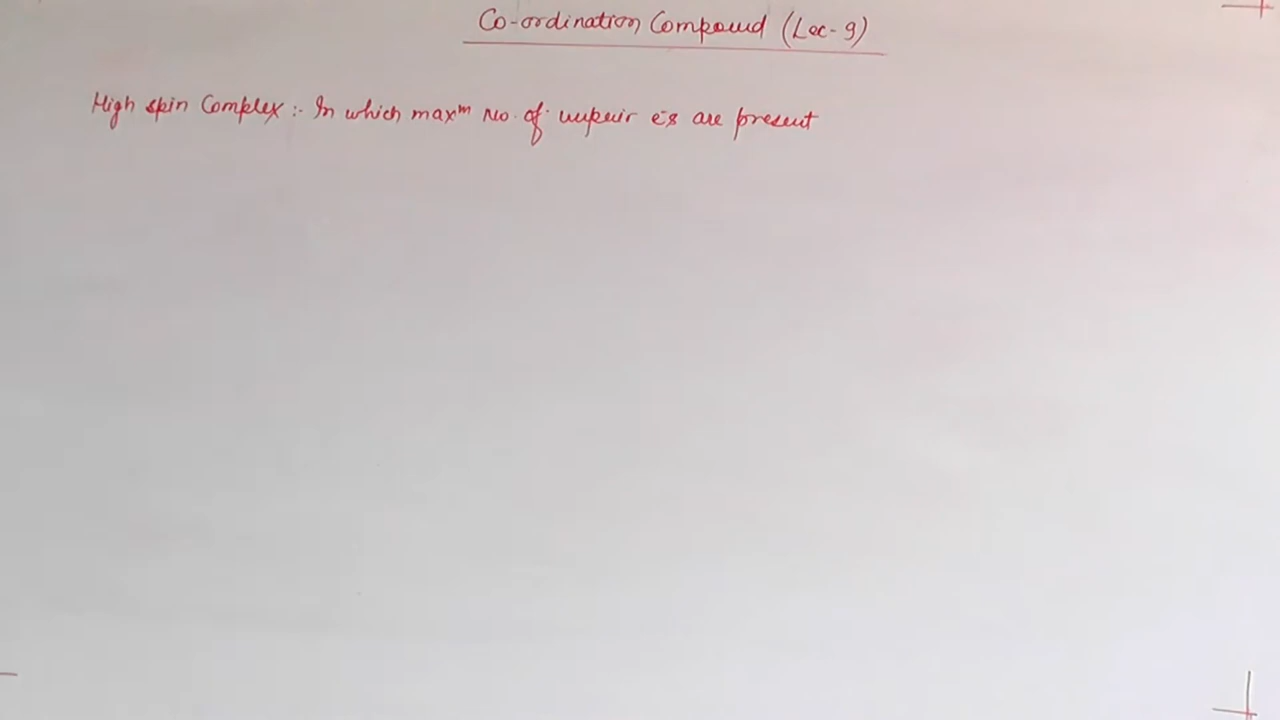 Co-ordination Compound (Lec-9)
High spin Complex :- In which maxᵐ No. of unpair e⁻s are present